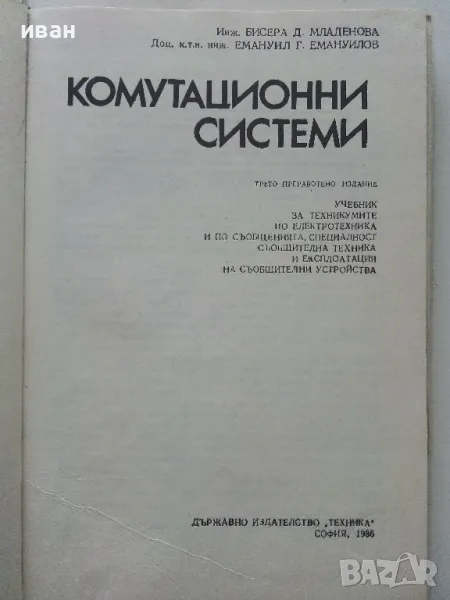 иван
Инж. БИСЕРА Д. МЛАДЕНОВА
Доц. к.т.н. инж. ЕМАНУИЛ Г. ЕМАНУИЛОВ
КОМУТАЦИОННИ
СИСТЕМИ
ТРЕТО ПРЕРАБОТЕНО ИЗДАНИЕ
УЧЕБНИК
ЗА ТЕХНИКУМИТЕ
ПО ЕЛЕКТРОТЕХНИКА
И ПО СЪОБЩЕНИЯТА, СПЕЦИАЛНОСТ
СЪОБЩИТЕЛНА ТЕХНИКА
И ЕКСПЛОАТАЦИЯ
НА СЪОБЩИТЕЛНИ УСТРОЙСТВА
ДЪРЖАВНО ИЗДАТЕЛСТВО „ТЕХНИКА"
СОФИЯ, 1986
BAZAR